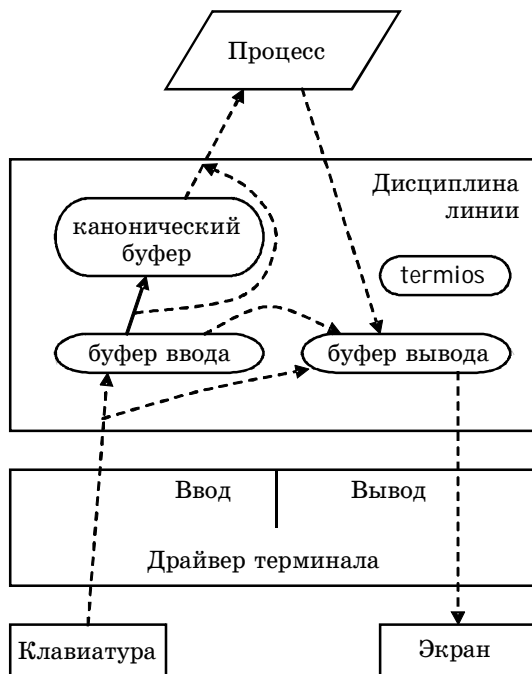 Процесс
Дисциплина
линии
канонический
буфер
termios
буфер ввода
буфер вывода
Ввод
Вывод
Драйвер терминала
Клавиатура
Экран